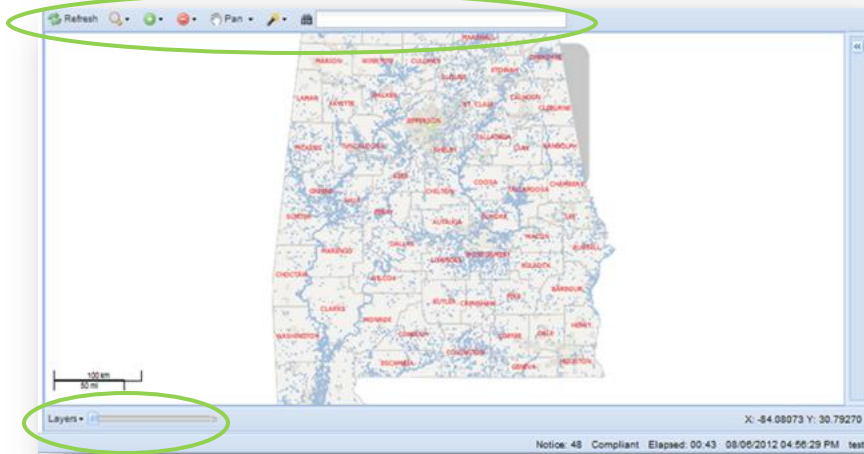 Refresh Pan
MARSHALL
MARION WINSTON CULLMAN CHEROKEE
BLOUNT ETOWAH
LAMAR FAYETTE WALKER ST. CLAIR CALHOUN CLEBURNE
JEFFERSON
PICKENS TUSCALOOSA SHELBY TALLADEGA CLAY RANDOLPH
BIBB
GREENE HALE CHILTON COOSA TALLAPOOSA CHAMBERS
SUMTER PERRY AUTAUGA ELMORE LEE
MARENGO DALLAS LOWNDES MONTGOMERY MACON RUSSELL
BULLOCK
CHOCTAW WILCOX BARBOUR
CLARKE BUTLER CRENSHAW PIKE
MONROE HENRY
WASHINGTON CONECUH COFFEE DALE
ESCAMBIA COVINGTON GENEVA HOUSTON
100 km
50 mi
Layers
X: -84.08073 Y: 30.79270
Notice: 48 Compliant Elapsed: 00:43 08/06/2012 04:56:29 PM test